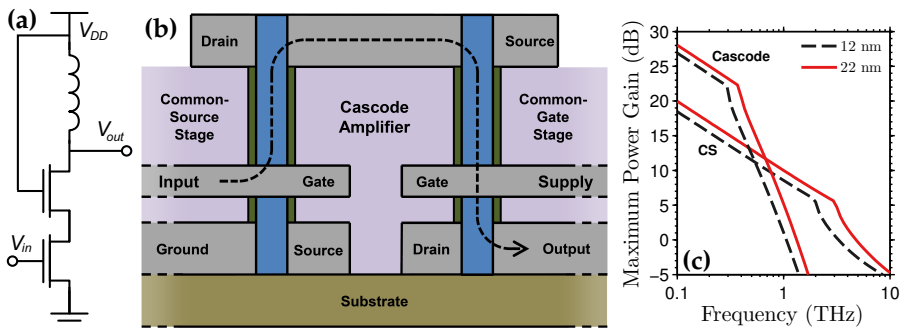 (a)
V_DD
V_out
V_in
(b)
Drain
Source
Common-
Source
Stage
Cascode
Amplifier
Common-
Gate
Stage
Input
Gate
Gate
Supply
Ground
Source
Drain
Output
Substrate
Maximum Power Gain (dB)
30
25
20
15
10
5
0
−5
Cascode
12 nm
22 nm
CS
(c)
0.1
1
10
Frequency (THz)